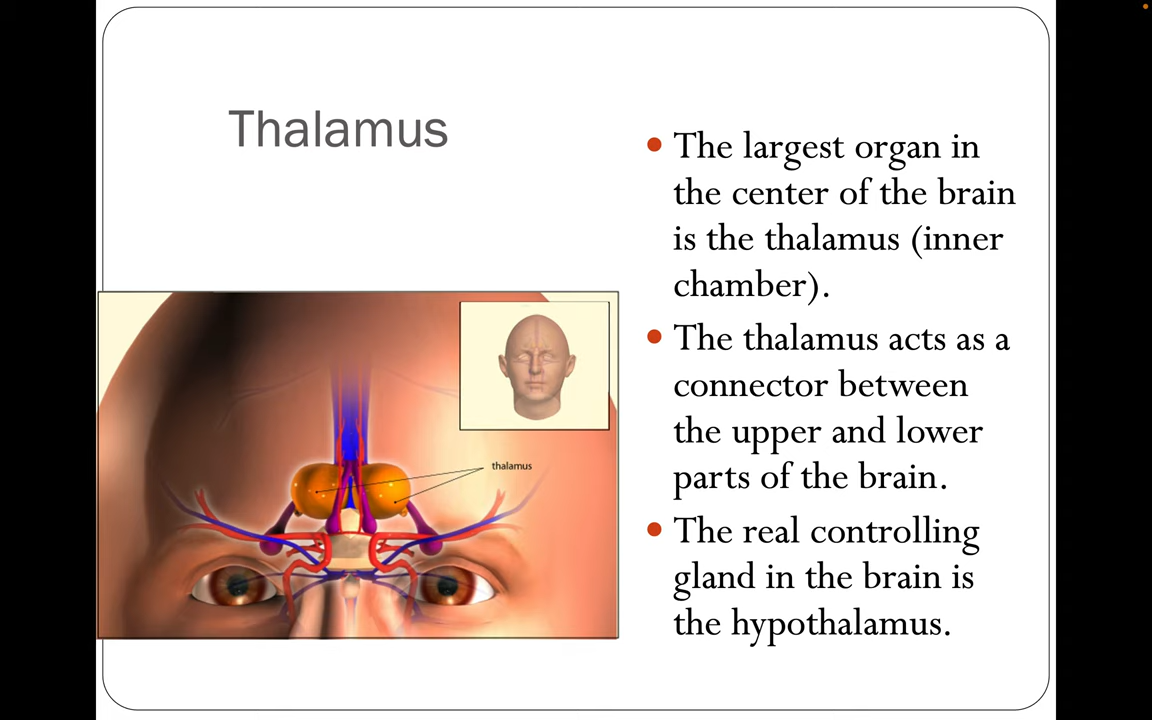 Thalamus
• The largest organ in
the center of the brain
is the thalamus (inner
chamber).
• The thalamus acts as a
connector between
the upper and lower
parts of the brain.
• The real controlling
gland in the brain is
the hypothalamus.
thalamus